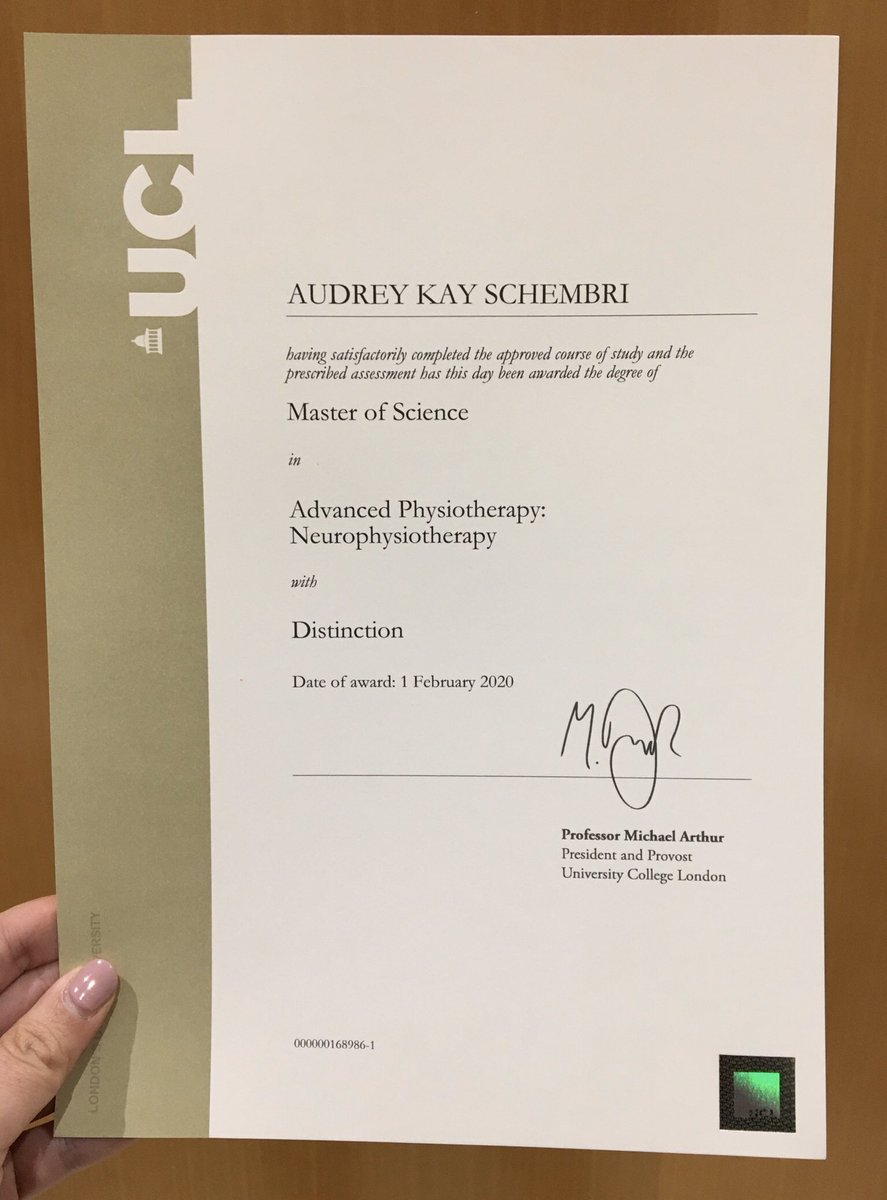 UCL
AUDREY KAY SCHEMBRI
having satisfactorily completed the approved course of study and the
prescribed assessment has this day been awarded the degree of
Master of Science
in
Advanced Physiotherapy:
Neurophysiotherapy
with
Distinction
Date of award: 1 February 2020
M.
Professor Michael Arthur
President and Provost
University College London
000000168986-1
LONDON
UCL